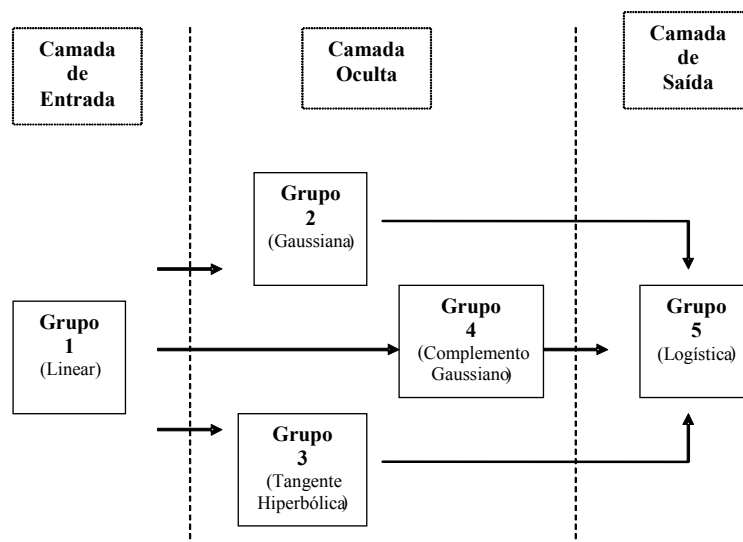 Camada
de
Entrada
Camada
Oculta
Camada
de
Saída
Grupo
2
(Gaussiana)
Grupo
1
(Linear)
Grupo
4
(Complemento
Gaussiano)
Grupo
5
(Logística)
Grupo
3
(Tangente
Hiperbólica)